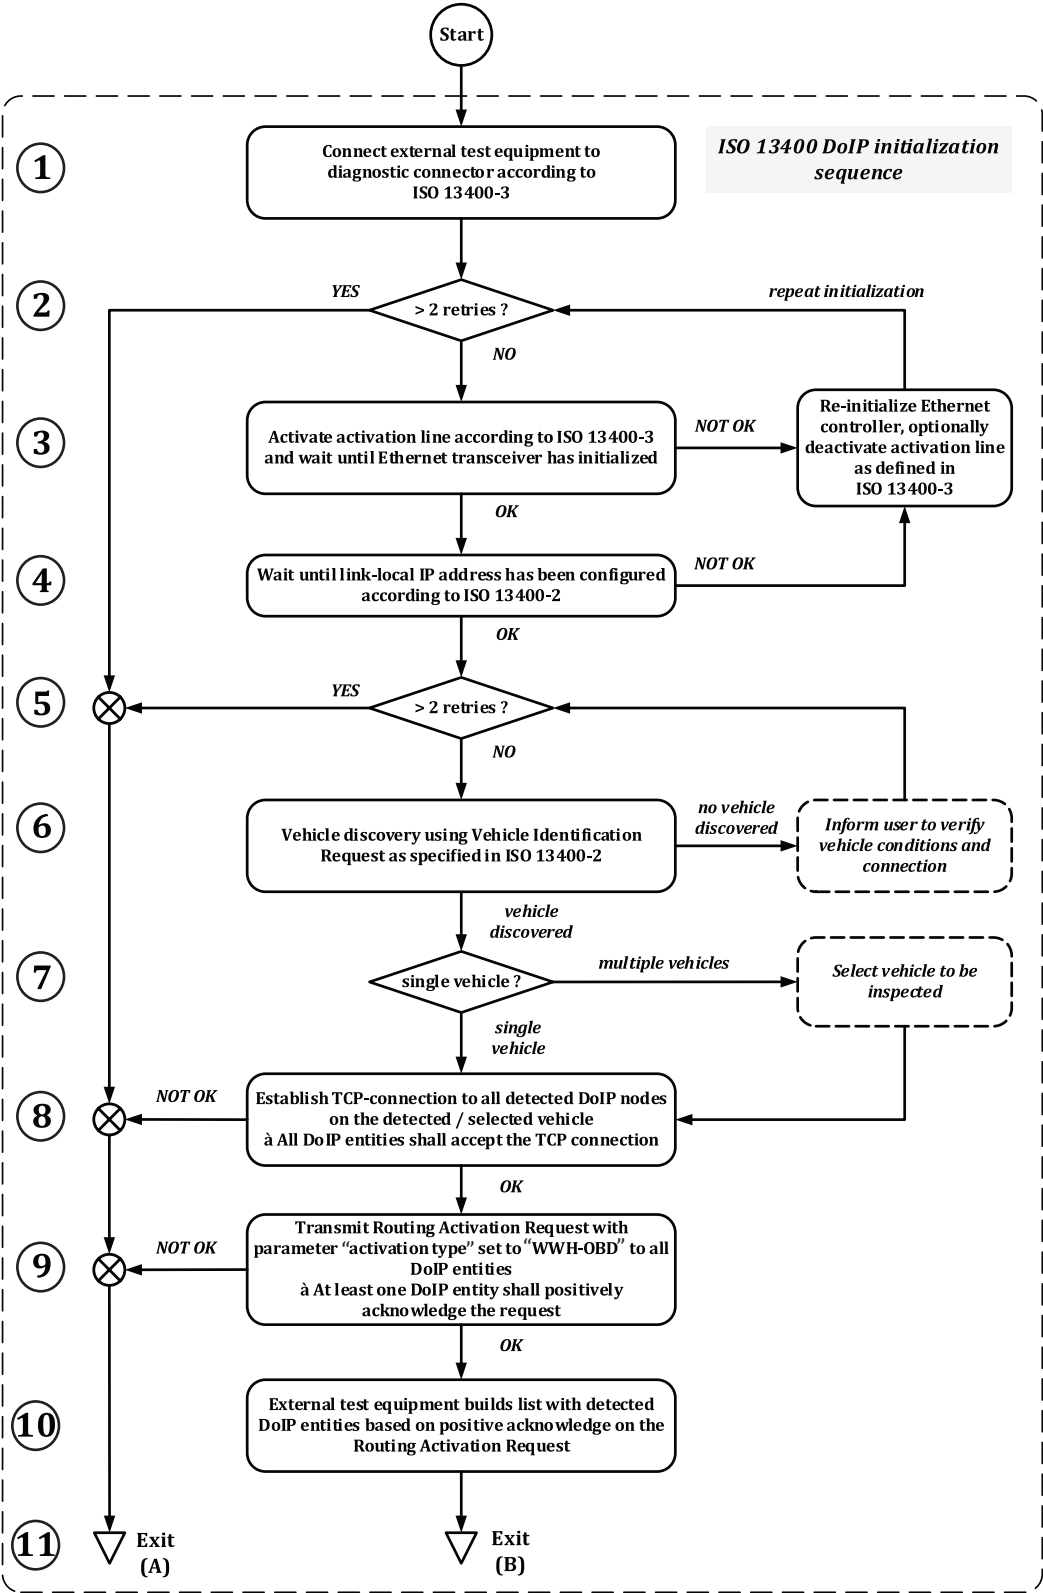 Start
ISO 13400 DoIP initialization
sequence
1
Connect external test equipment to
diagnostic connector according to
ISO 13400-3
2
YES
> 2 retries ?
repeat initialization
NO
3
Activate activation line according to ISO 13400-3
and wait until Ethernet transceiver has initialized
NOT OK
Re-initialize Ethernet
controller, optionally
deactivate activation line
as defined in
ISO 13400-3
OK
4
Wait until link-local IP address has been configured
according to ISO 13400-2
NOT OK
OK
5
YES
> 2 retries ?
NO
6
Vehicle discovery using Vehicle Identification
Request as specified in ISO 13400-2
no vehicle
discovered
Inform user to verify
vehicle conditions and
connection
vehicle
discovered
7
single vehicle ?
multiple vehicles
Select vehicle to be
inspected
single
vehicle
8
NOT OK
Establish TCP-connection to all detected DoIP nodes
on the detected / selected vehicle
à All DoIP entities shall accept the TCP connection
OK
9
NOT OK
Transmit Routing Activation Request with
parameter “activation type” set to “WWH-OBD” to all
DoIP entities
à At least one DoIP entity shall positively
acknowledge the request
OK
10
External test equipment builds list with detected
DoIP entities based on positive acknowledge on the
Routing Activation Request
11
Exit
(A)
Exit
(B)